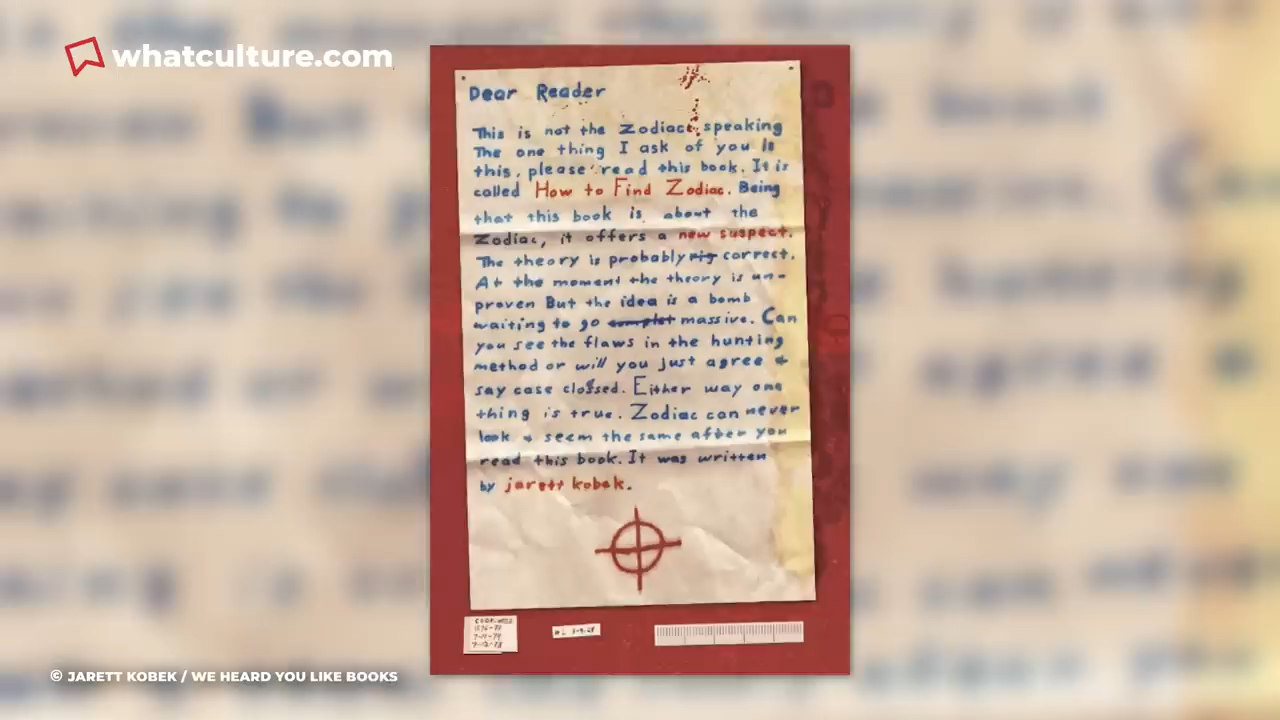 whatculture.com
Dear Reader
This is not the Zodiac speaking
The one thing I ask of you is
this, please read this book. It is
called How to Find Zodiac. Being
that this book is about the
Zodiac, it offers a new suspect.
The theory is probably rig correct.
At the moment the theory is un-
proven But the idea is a bomb
waiting to go complet massive. Can
you see the flaws in the hunting
method or will you just agree &
say case clossed. Either way one
thing is true. Zodiac can never
look & seem the same after you
read this book. It was written
by jarett kobek.
© JARETT KOBEK / WE HEARD YOU LIKE BOOKS